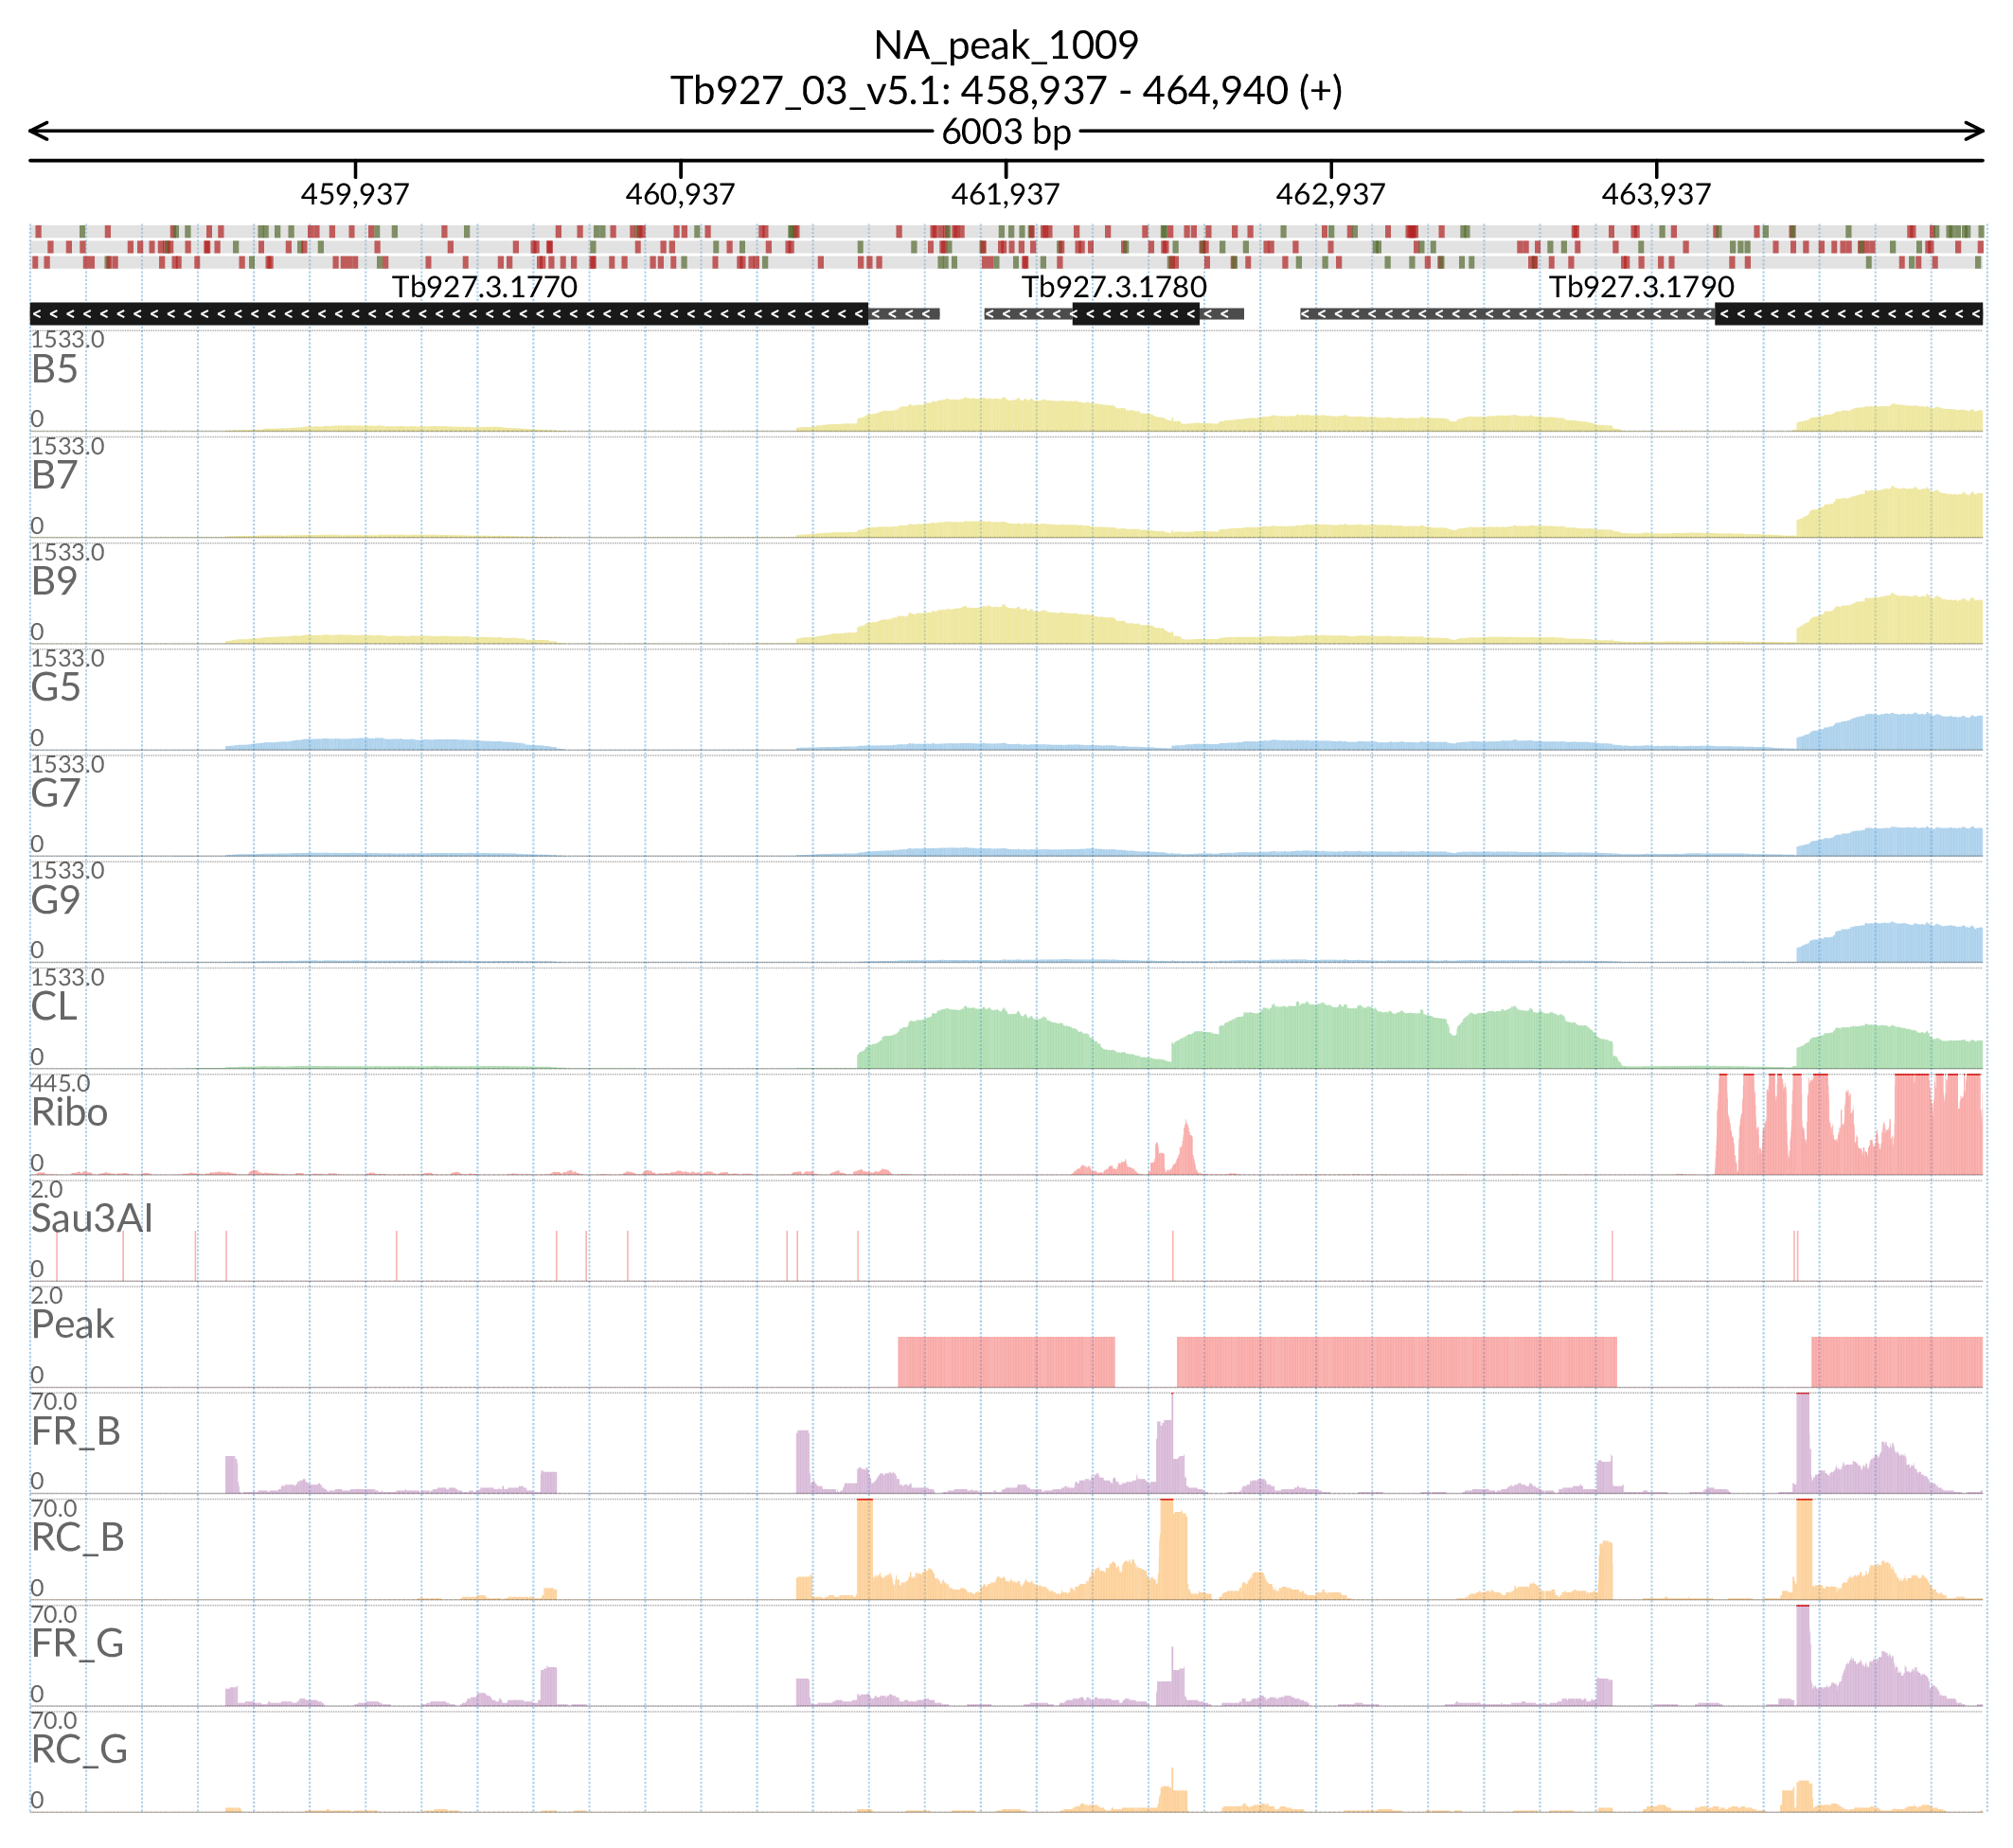 NA_peak_1009
Tb927_03_v5.1: 458,937 - 464,940 (+)
6003 bp
459,937 460,937 461,937 462,937 463,937
Tb927.3.1770 Tb927.3.1780 Tb927.3.1790
1533.0
B5
0
1533.0
B7
0
1533.0
B9
0
1533.0
G5
0
1533.0
G7
0
1533.0
G9
0
1533.0
CL
0
445.0
Ribo
0
2.0
Sau3AI
0
2.0
Peak
0
70.0
FR_B
0
70.0
RC_B
0
70.0
FR_G
0
70.0
RC_G
0